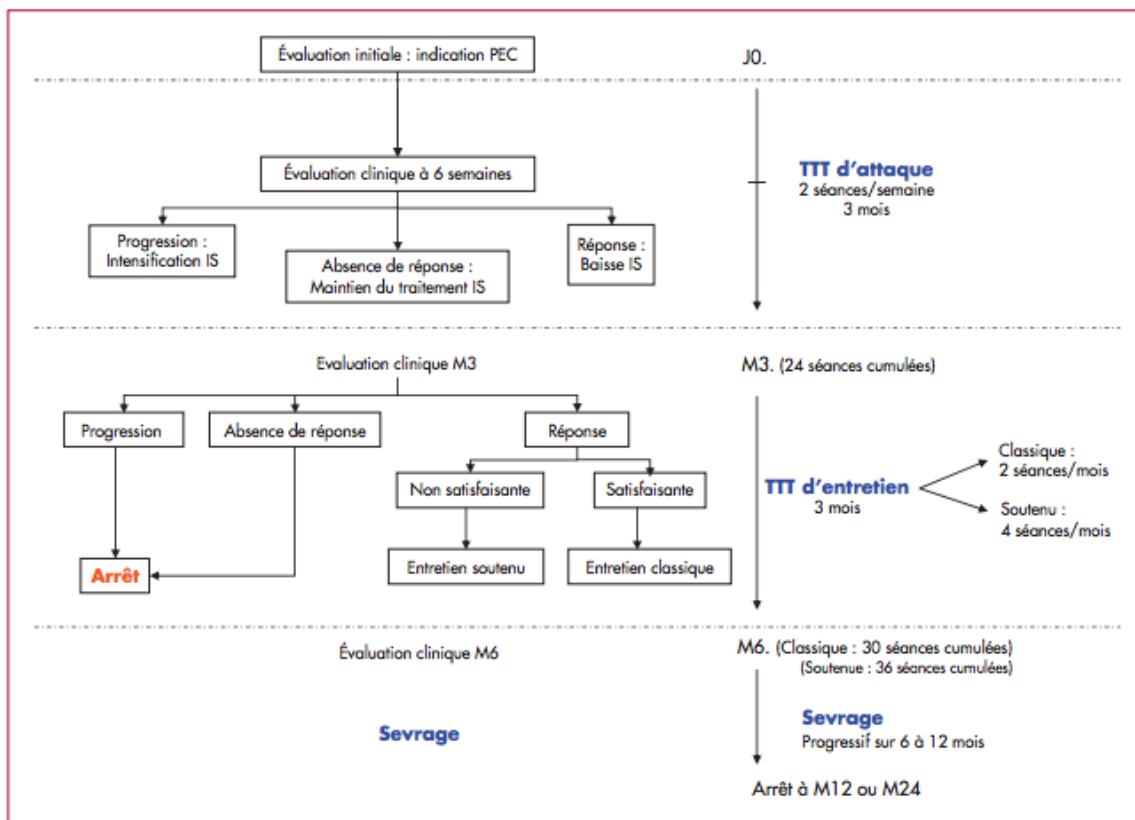 Évaluation initiale : indication PEC
J0.
Évaluation clinique à 6 semaines
TTT d'attaque
2 séances/semaine
3 mois
Progression :
Intensification IS
Absence de réponse :
Maintien du traitement IS
Réponse :
Baisse IS
Evaluation clinique M3
M3. (24 séances cumulées)
Progression
Absence de réponse
Réponse
Non satisfaisante
Satisfaisante
TTT d'entretien
3 mois
Classique :
2 séances/mois
Soutenu :
4 séances/mois
Arrêt
Entretien soutenu
Entretien classique
Évaluation clinique M6
M6. (Classique : 30 séances cumulées)
(Soutenue : 36 séances cumulées)
Sevrage
Sevrage
Progressif sur 6 à 12 mois
Arrêt à M12 ou M24